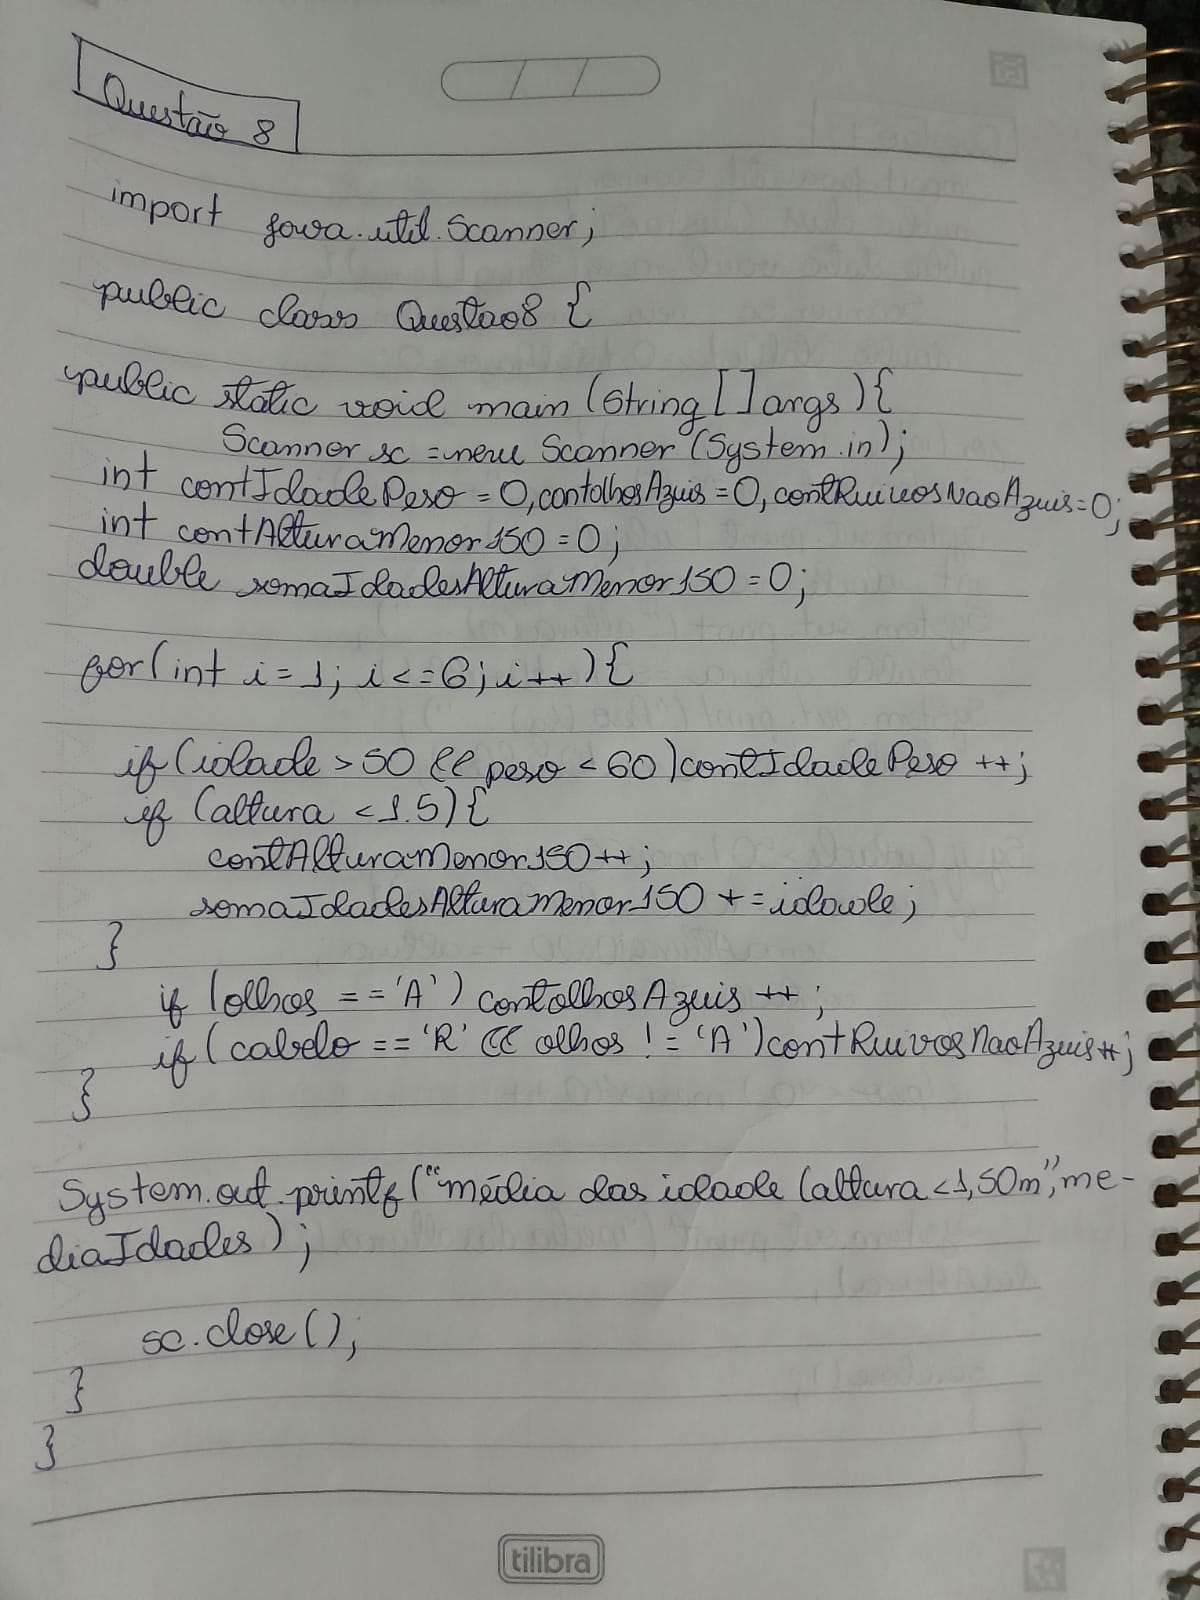 Questão 8
import java.util.Scanner;
public class Questao8 {
public static void main (String[] args){
Scanner sc = new Scanner (System.in);
int contIdadePeso = 0, contolhosAzuis = 0, contRuivosNaoAzuis = 0;
int contAlturaMenor150 = 0;
double somaIdadesAlturaMenor150 = 0;
for(int i = 1; i <= 6; i++){
if (idade > 50 && peso < 60) contIdadePeso ++;
if (altura < 1.5){
contAlturaMenor150++;
somaIdadesAlturaMenor150 += idade;
}
if (olhos == 'A') contolhosAzuis ++;
if (cabelo == 'R' && olhos != 'A') contRuivosNaoAzuis++;
}
System.out.printf("média das idade (altura < 1,50m", me-
diaIdades);
sc.close();
}
}
tilibra